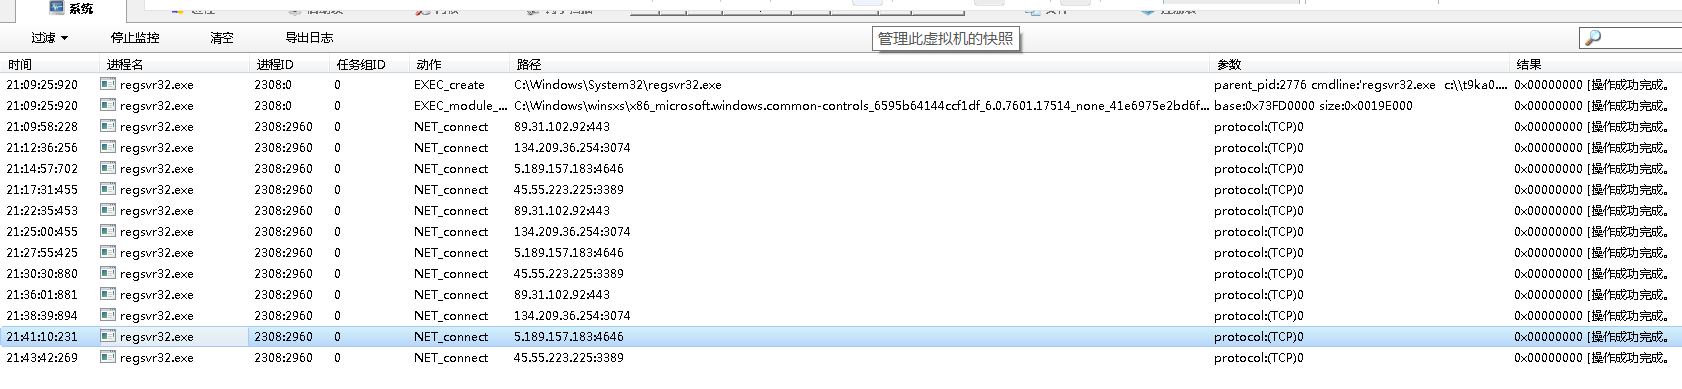 系统
过滤 停止监控 清空 导出日志
管理此虚拟机的快照
时间 进程名 进程ID 任务组ID 动作 路径 参数 结果
21:09:25:920 regsvr32.exe 2308:0 0 EXEC_create C:\Windows\System32\regsvr32.exe parent_pid:2776 cmdline:'regsvr32.exe c:\\t9ka0.... 0x00000000 [操作成功完成。
21:09:25:920 regsvr32.exe 2308:0 0 EXEC_module_... C:\Windows\winsxs\x86_microsoft.windows.common-controls_6595b64144ccf1df_6.0.7601.17514_none_41e6975e2bd6f... base:0x73FD0000 size:0x0019E000 0x00000000 [操作成功完成。
21:09:58:228 regsvr32.exe 2308:2960 0 NET_connect 89.31.102.92:443 protocol:(TCP)0 0x00000000 [操作成功完成。
21:12:36:256 regsvr32.exe 2308:2960 0 NET_connect 134.209.36.254:3074 protocol:(TCP)0 0x00000000 [操作成功完成。
21:14:57:702 regsvr32.exe 2308:2960 0 NET_connect 5.189.157.183:4646 protocol:(TCP)0 0x00000000 [操作成功完成。
21:17:31:455 regsvr32.exe 2308:2960 0 NET_connect 45.55.223.225:3389 protocol:(TCP)0 0x00000000 [操作成功完成。
21:22:35:453 regsvr32.exe 2308:2960 0 NET_connect 89.31.102.92:443 protocol:(TCP)0 0x00000000 [操作成功完成。
21:25:00:455 regsvr32.exe 2308:2960 0 NET_connect 134.209.36.254:3074 protocol:(TCP)0 0x00000000 [操作成功完成。
21:27:55:425 regsvr32.exe 2308:2960 0 NET_connect 5.189.157.183:4646 protocol:(TCP)0 0x00000000 [操作成功完成。
21:30:30:880 regsvr32.exe 2308:2960 0 NET_connect 45.55.223.225:3389 protocol:(TCP)0 0x00000000 [操作成功完成。
21:36:01:881 regsvr32.exe 2308:2960 0 NET_connect 89.31.102.92:443 protocol:(TCP)0 0x00000000 [操作成功完成。
21:38:39:894 regsvr32.exe 2308:2960 0 NET_connect 134.209.36.254:3074 protocol:(TCP)0 0x00000000 [操作成功完成。
21:41:10:231 regsvr32.exe 2308:2960 0 NET_connect 5.189.157.183:4646 protocol:(TCP)0 0x00000000 [操作成功完成。
21:43:42:269 regsvr32.exe 2308:2960 0 NET_connect 45.55.223.225:3389 protocol:(TCP)0 0x00000000 [操作成功完成。